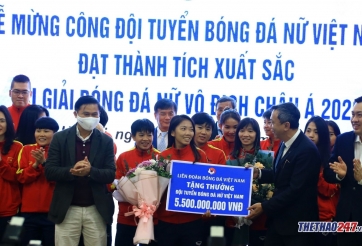 MỪNG CÔNG ĐỘI TUYỂN BÓNG ĐÁ NỮ VIỆT
ĐẠT THÀNH TÍCH XUẤT SẮC
GIẢI BÓNG ĐÁ NỮ VÔ ĐỊCH CHÂU Á 202
LIÊN ĐOÀN BÓNG ĐÁ VIỆT NAM
TẶNG THƯỞNG
ĐỘI TUYỂN BÓNG ĐÁ NỮ VIỆT NAM
5.500.000.000 VNĐ
THETHAO247.vn